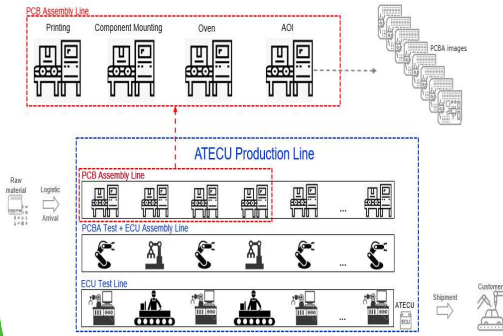 PCB Assembly Line
Printing
Component Mounting
Oven
AOI
PCBA images
ATECU Production Line
Raw
material
Logistic
Arrival
PCB Assembly Line
...
PCBA Test + ECU Assembly Line
...
ECU Test Line
...
ATECU
ECU
Shipment
Customer